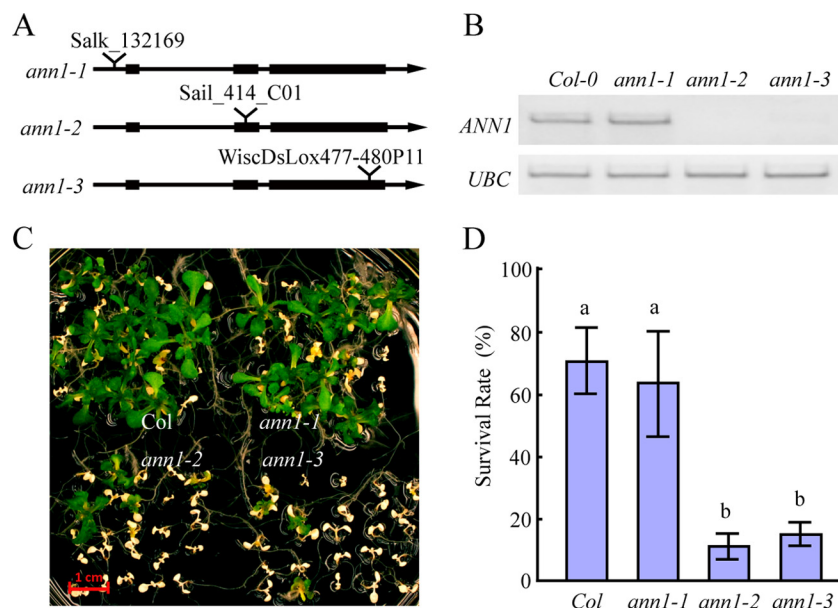 A
Salk_132169
ann1-1
Sail_414_C01
ann1-2
WiscDsLox477-480P11
ann1-3
B
Col-0 ann1-1 ann1-2 ann1-3
ANN1
UBC
C
Col ann1-1
ann1-2 ann1-3
1 cm
D
Survival Rate (%)
100
80
60
40
20
0
a a b b
Col ann1-1 ann1-2 ann1-3